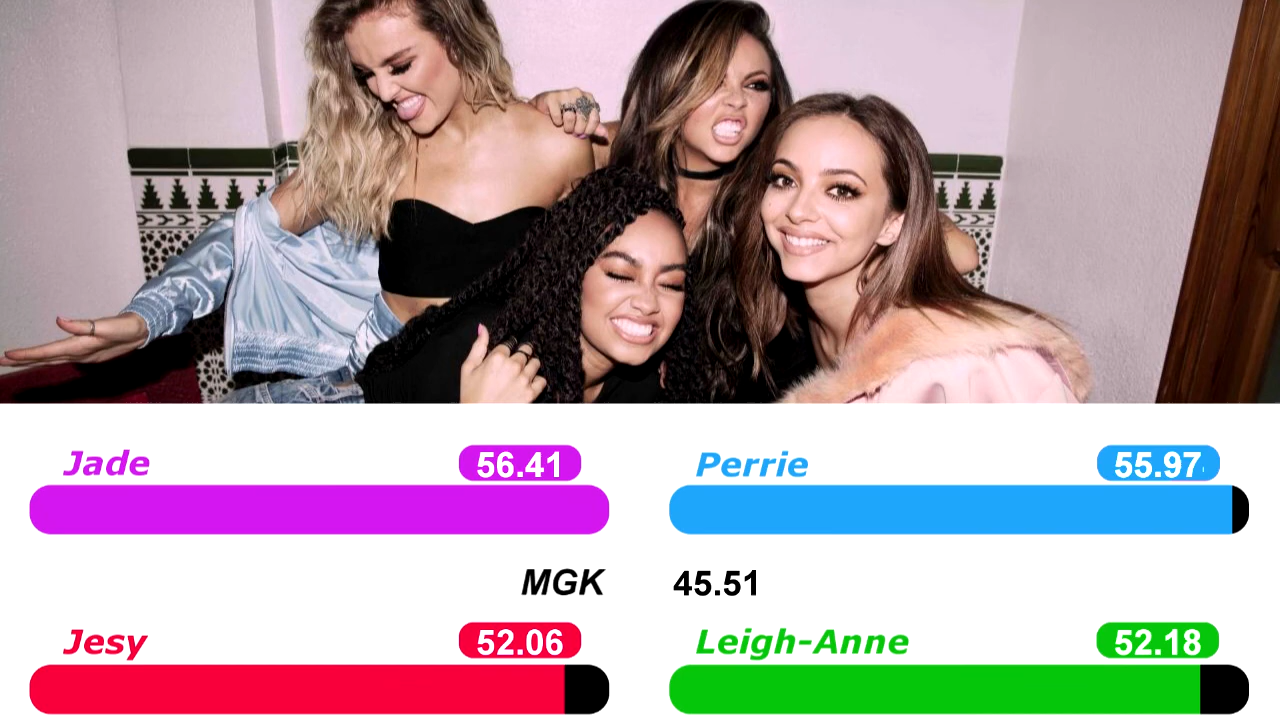 Jade 56.41
Perrie 55.97
MGK 45.51
Jesy 52.06
Leigh-Anne 52.18